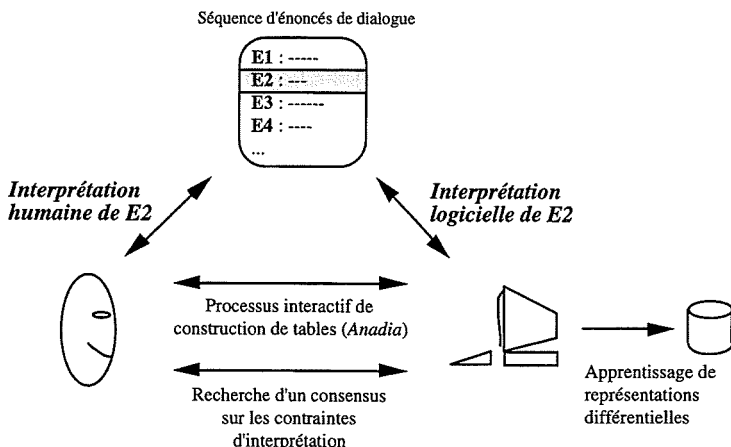 Séquence d'énoncés de dialogue
E1 : -----
E2 : ---
E3 : ------
E4 : ----
...
Interprétation
humaine de E2
Interprétation
logicielle de E2
Processus interactif de
construction de tables (Anadia)
Recherche d'un consensus
sur les contraintes
d'interprétation
Apprentissage de
représentations
différentielles